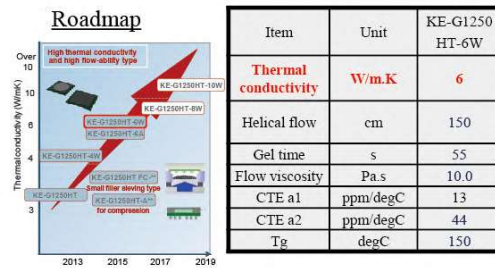 Roadmap
High thermal conductivity
and high flow-ability type
Over
10
10
8
6
4
3
Thermal conductivity (W/mK)
KE-G1250HT-10W
KE-G1250HT-8W
KE-G1250HT-6W
KE-G1250HT-6A
KE-G1250HT-4W
KE-G1250HT FC-**
Small filler sieving type
KE-G1250HT
KE-G1250HT-A**
for compression
2013
2015
2017
2019
Item Unit KE-G1250
HT-6W
Thermal
conductivity W/m.K 6
Helical flow cm 150
Gel time s 55
Flow viscosity Pa.s 10.0
CTE a1 ppm/degC 13
CTE a2 ppm/degC 44
Tg degC 150